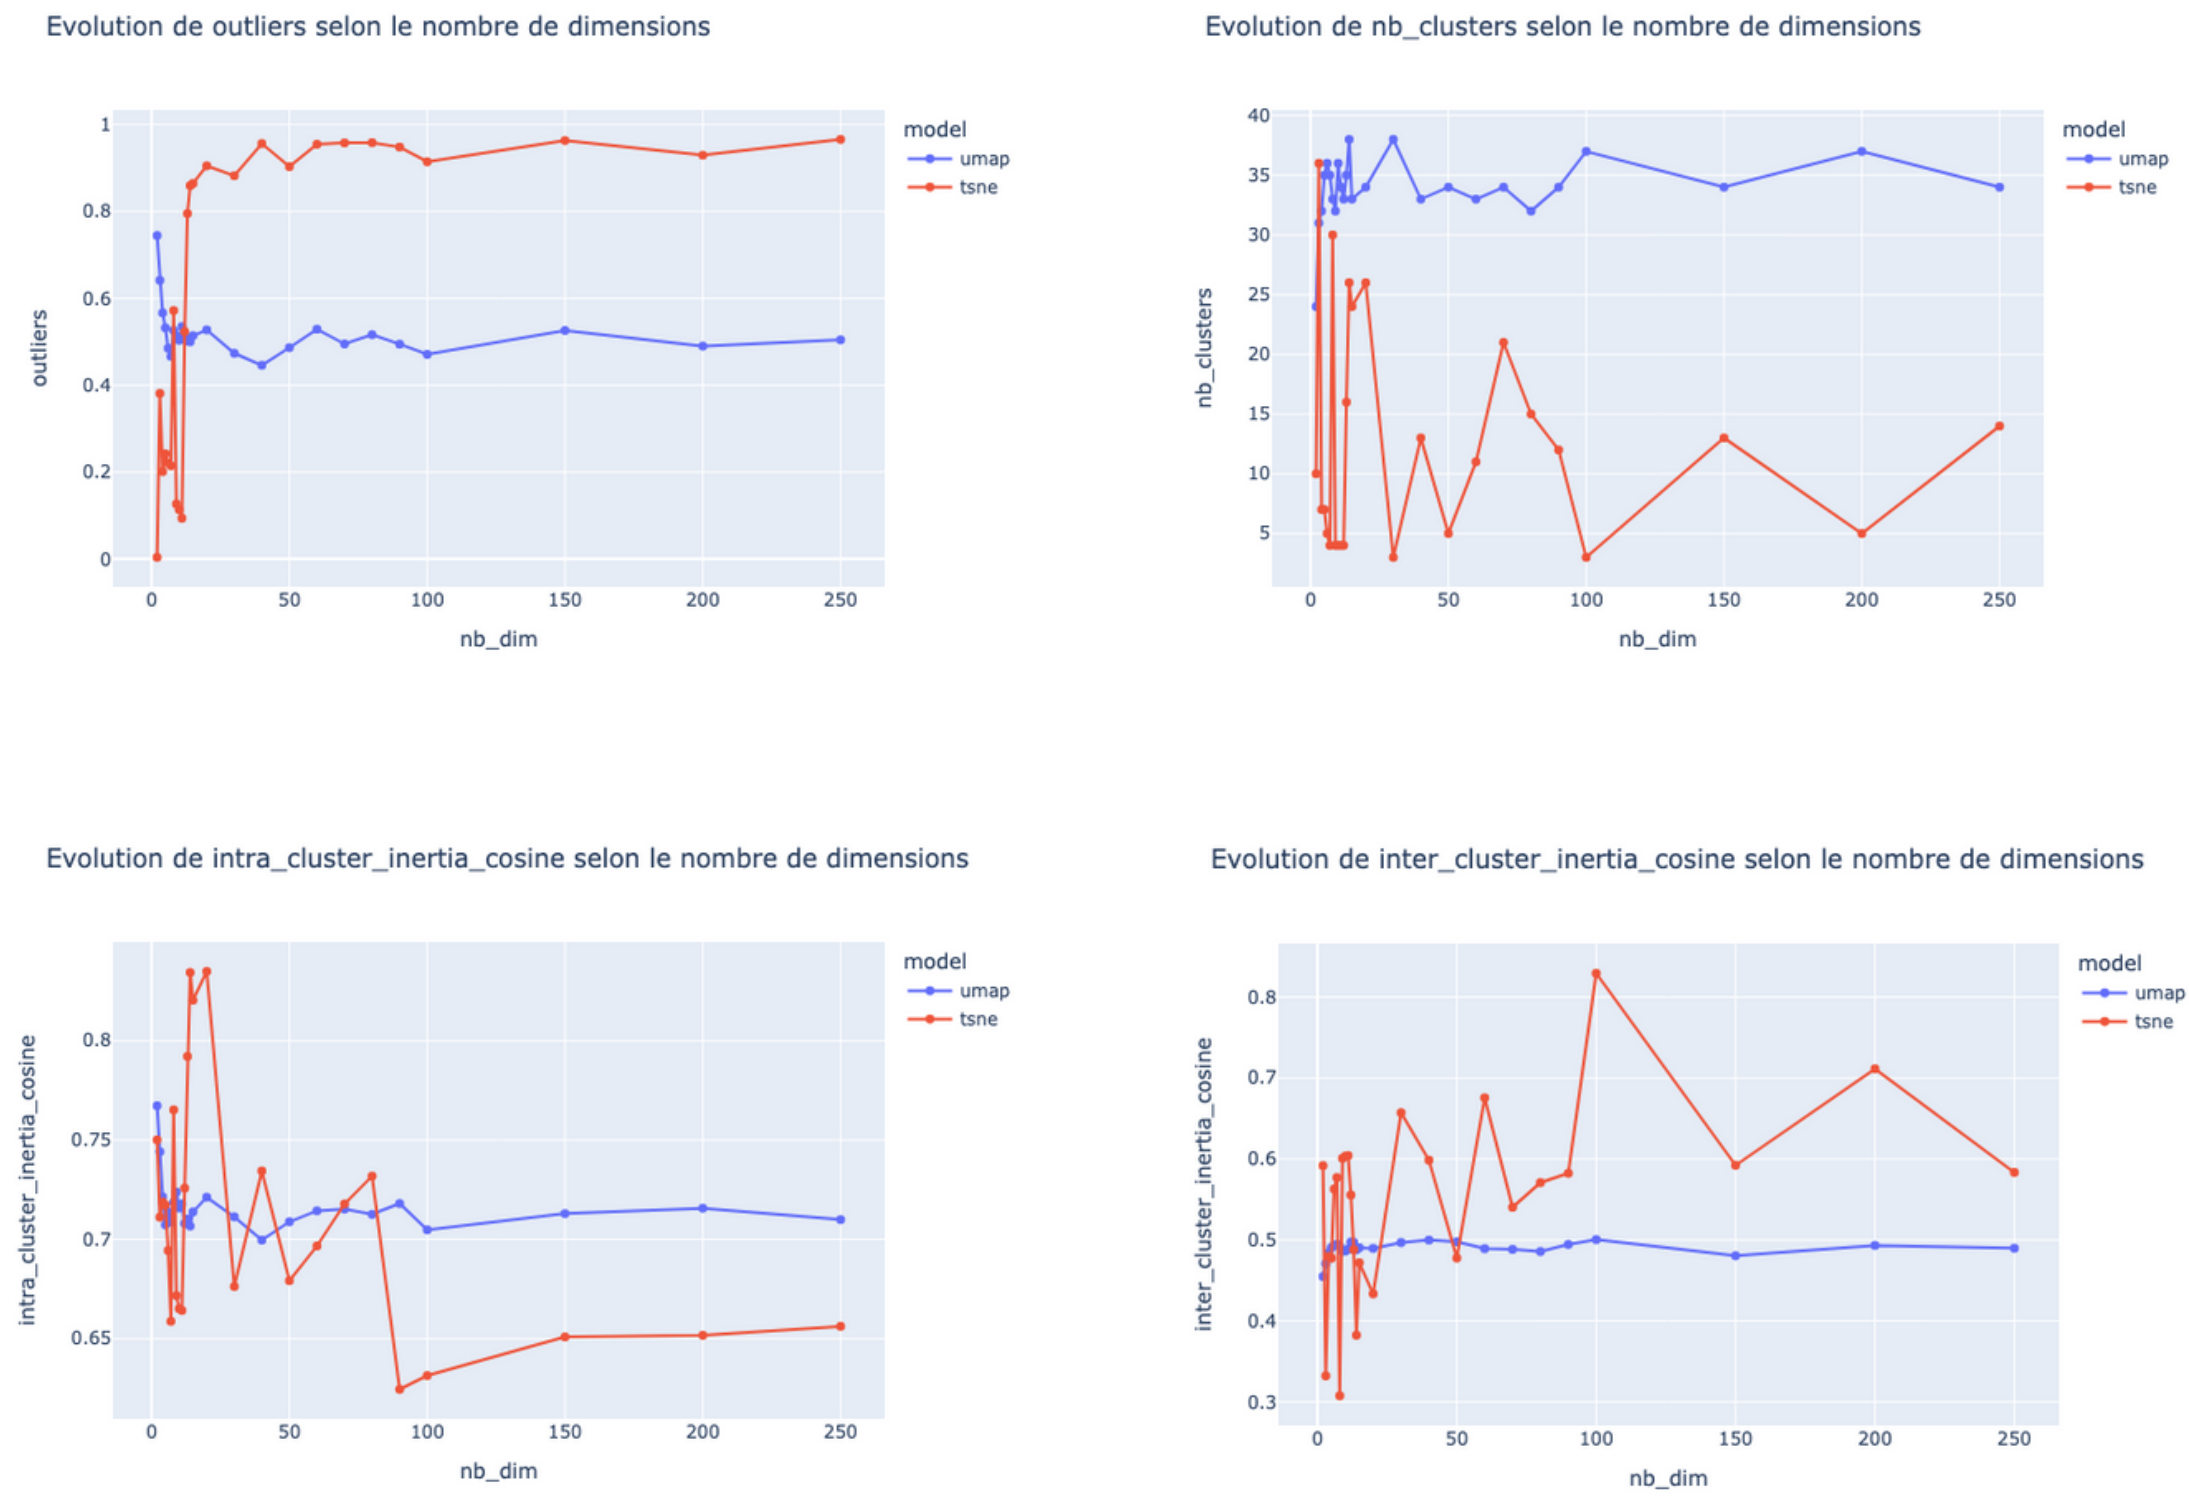 Evolution de outliers selon le nombre de dimensions
1
0.8
0.6
0.4
0.2
0
outliers
0 50 100 150 200 250
nb_dim
model
umap
tsne
Evolution de nb_clusters selon le nombre de dimensions
40
35
30
25
20
15
10
5
nb_clusters
0 50 100 150 200 250
nb_dim
model
umap
tsne
Evolution de intra_cluster_inertia_cosine selon le nombre de dimensions
0.8
0.75
0.7
0.65
intra_cluster_inertia_cosine
0 50 100 150 200 250
nb_dim
model
umap
tsne
Evolution de inter_cluster_inertia_cosine selon le nombre de dimensions
0.8
0.7
0.6
0.5
0.4
0.3
inter_cluster_inertia_cosine
0 50 100 150 200 250
nb_dim
model
umap
tsne